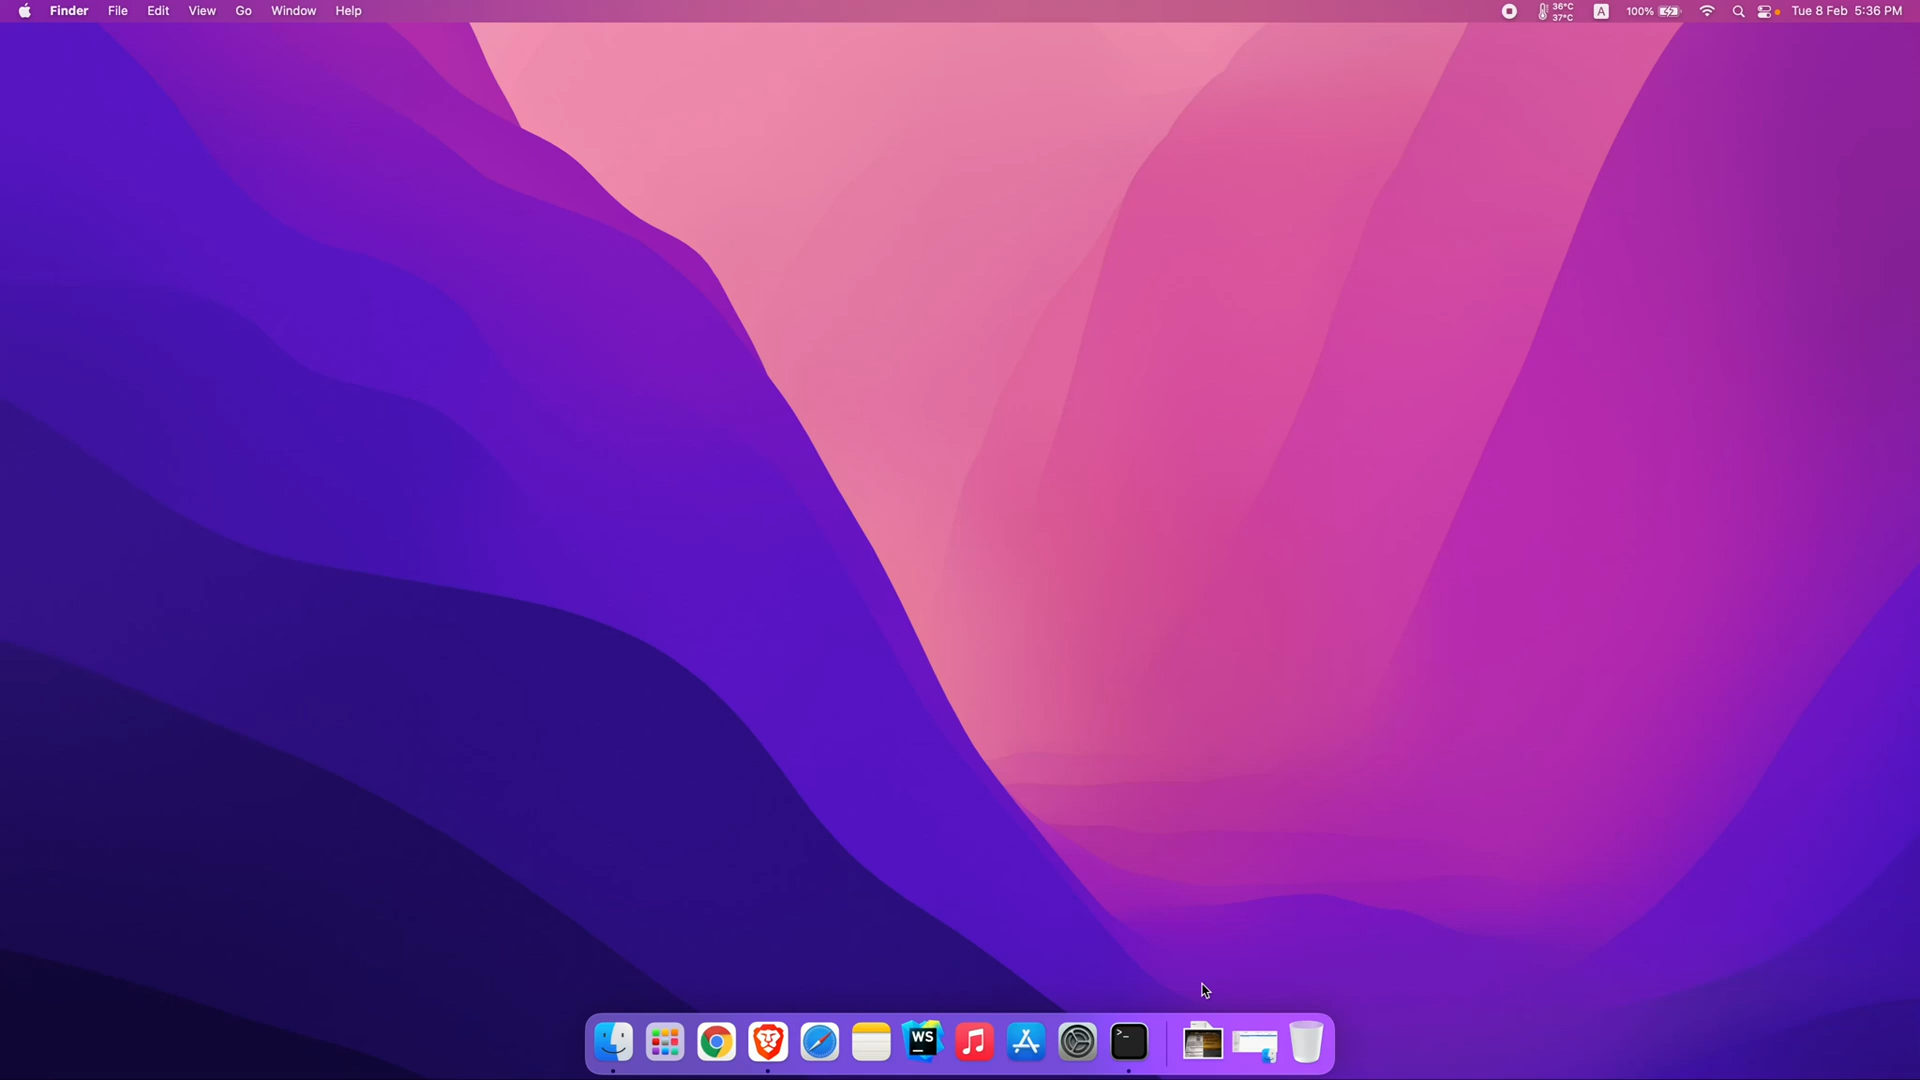 Finder File Edit View Go Window Help 36°C A 100% Tue 8 Feb 5:36 PM
37°C
WS >_